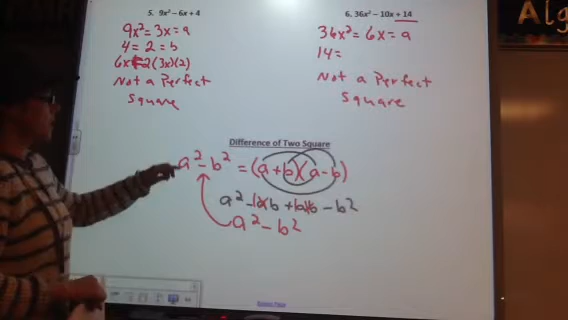 5. 9x² − 6x + 4
9x² = 3x = a
4 = 2 = b
6x ≠ 2(3x)(2)
Not a Perfect
Square
6. 36x² − 10x + 14
36x² = 6x = a
14 =
Not a Perfect
Square
Difference of Two Square
a² − b² = (a + b)(a − b)
a² − ab + ab − b²
a² − b²
Alg